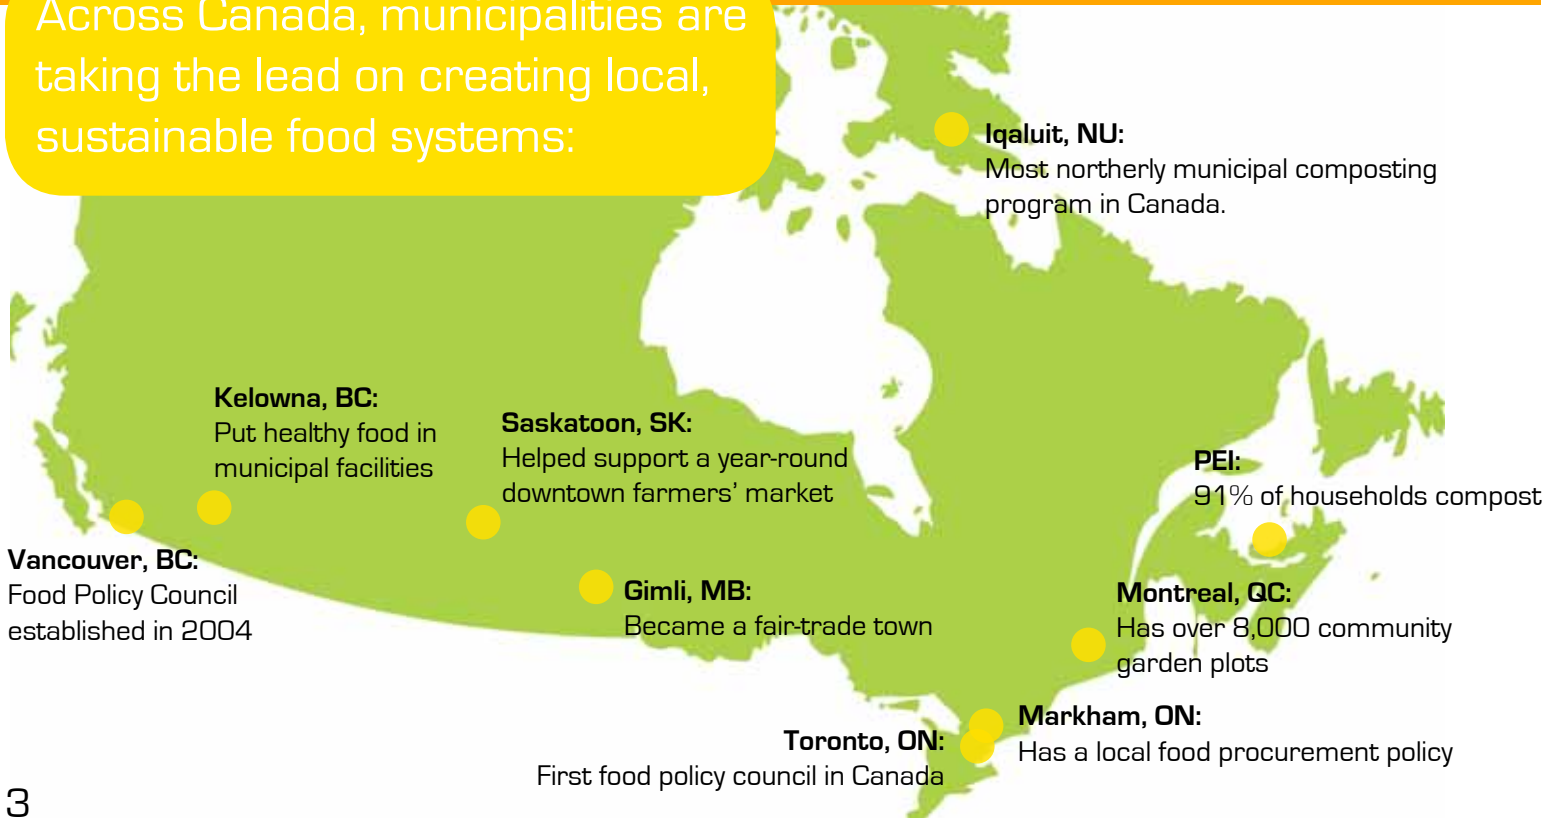 Across Canada, municipalities are
taking the lead on creating local,
sustainable food systems:
Iqaluit, NU:
Most northerly municipal composting
program in Canada.
Kelowna, BC:
Put healthy food in
municipal facilities
Saskatoon, SK:
Helped support a year-round
downtown farmers' market
PEI:
91% of households compost
Vancouver, BC:
Food Policy Council
established in 2004
Gimli, MB:
Became a fair-trade town
Montreal, QC:
Has over 8,000 community
garden plots
Markham, ON:
Has a local food procurement policy
Toronto, ON:
First food policy council in Canada
3